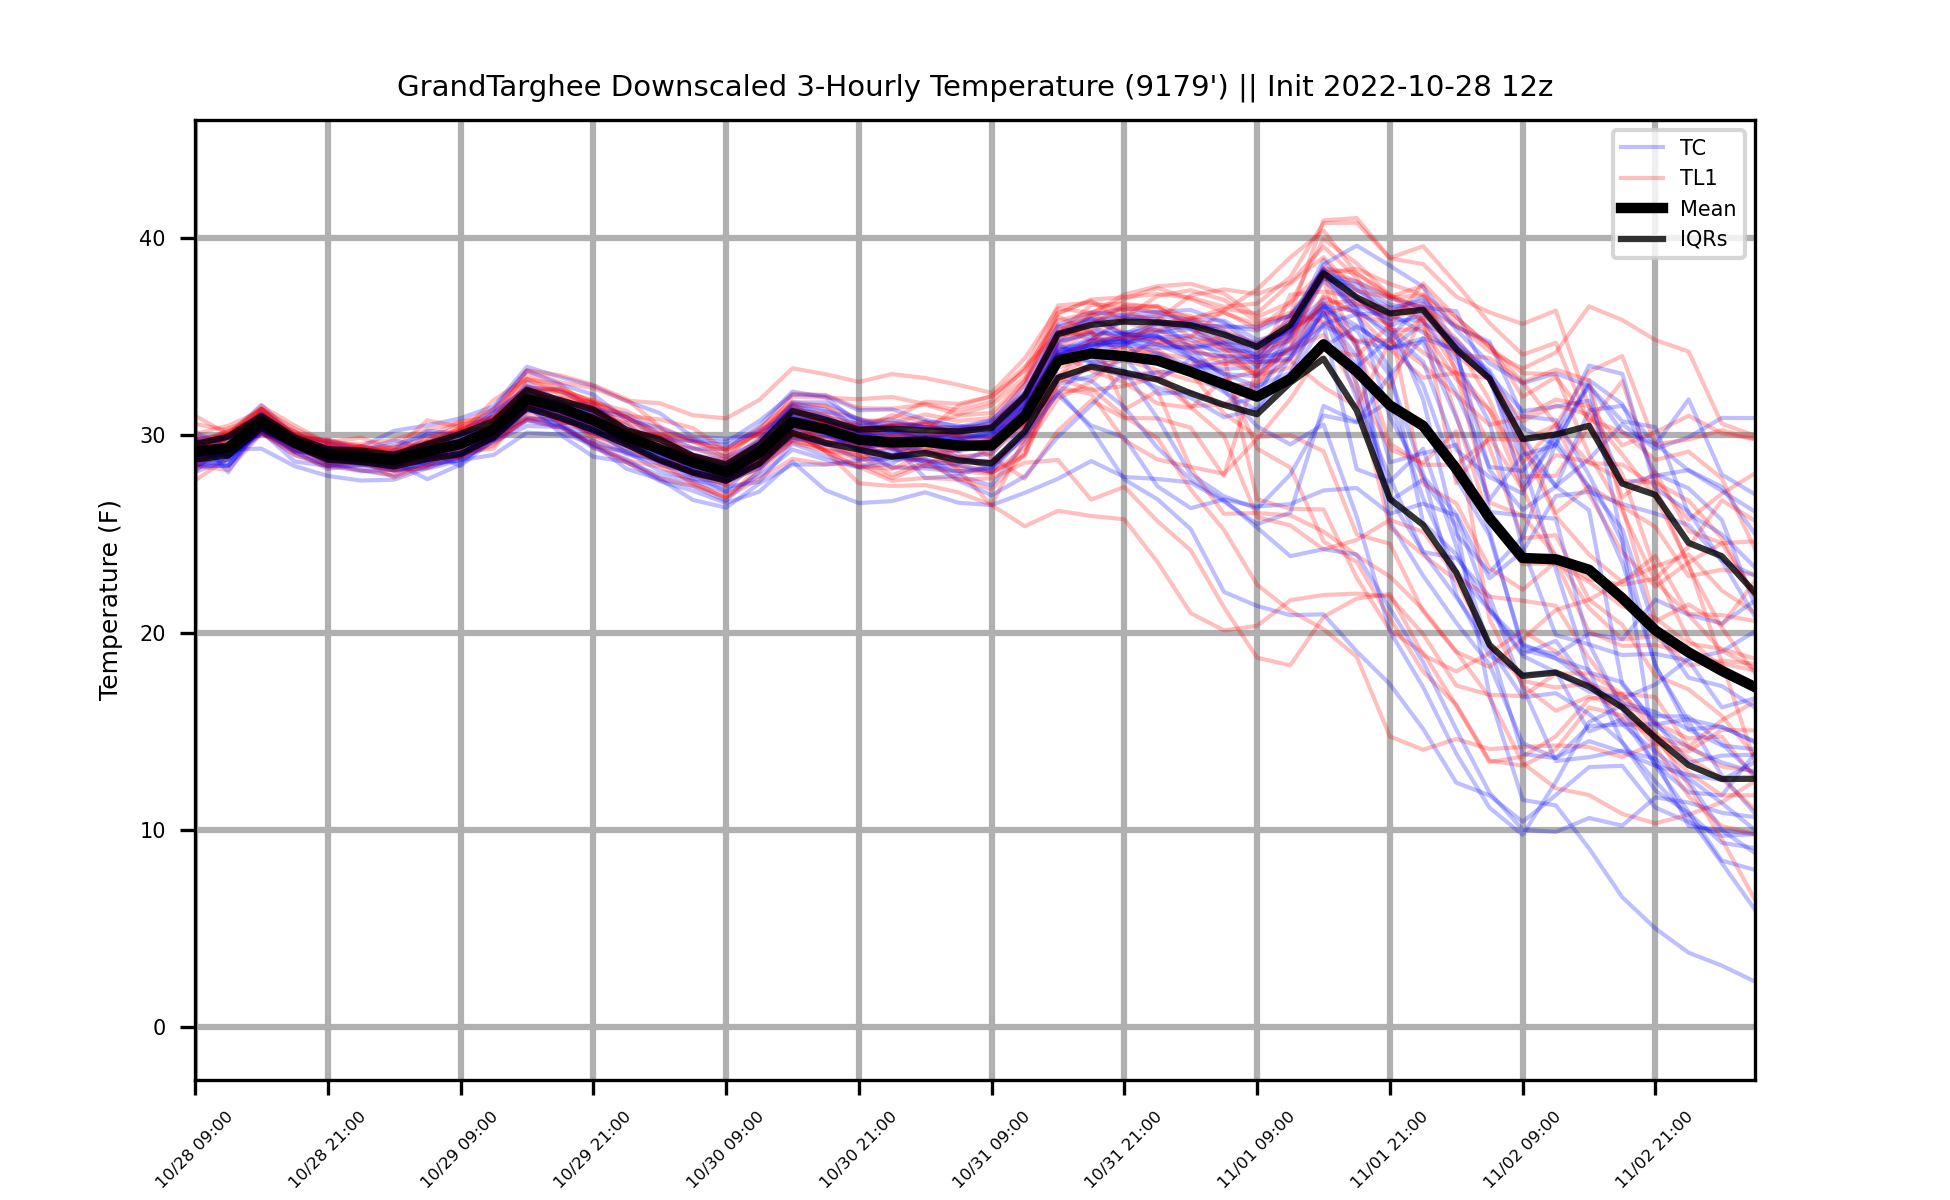 GrandTarghee Downscaled 3-Hourly Temperature (9179') || Init 2022-10-28 12z
TC
TL1
Mean
IQRs
Temperature (F)
40
30
20
10
0
10/28 09:00
10/28 21:00
10/29 09:00
10/29 21:00
10/30 09:00
10/30 21:00
10/31 09:00
10/31 21:00
11/01 09:00
11/01 21:00
11/02 09:00
11/02 21:00